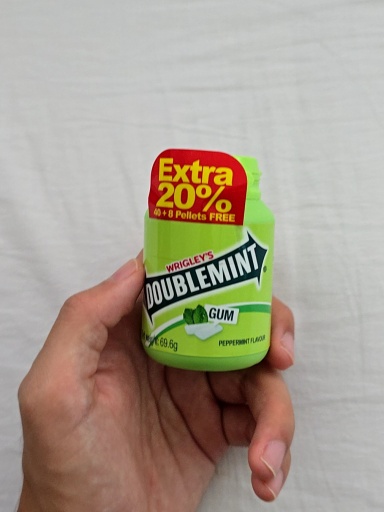 Extra
20%
40 + 8 Pellets FREE
WRIGLEY'S
DOUBLEMINT
GUM
69.6g
PEPPERMINT FLAVOUR